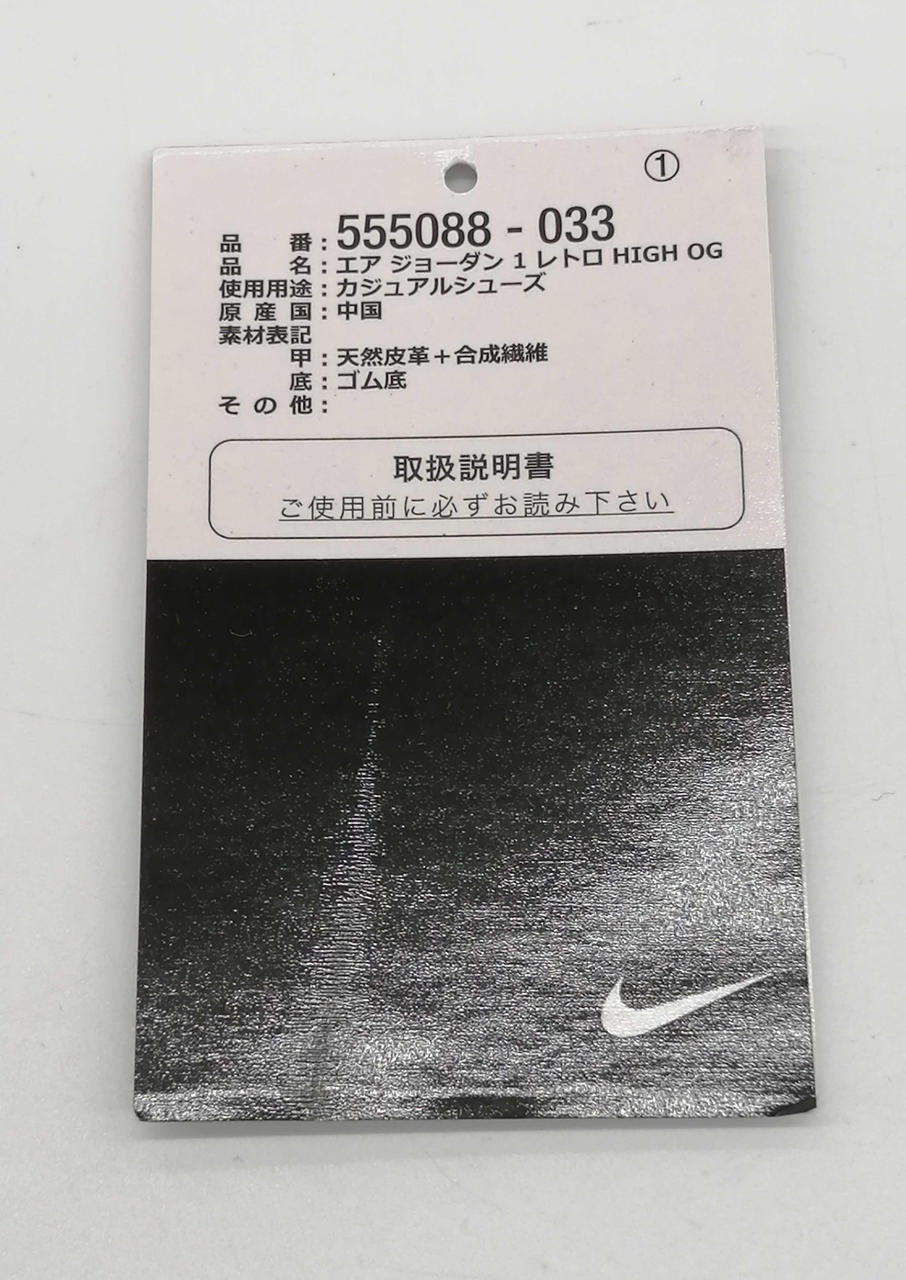 ①
品番：555088 - 033
品名：エア ジョーダン 1 レトロ HIGH OG
使用用途：カジュアルシューズ
原産国：中国
素材表記
甲：天然皮革＋合成繊維
底：ゴム底
その他：
取扱説明書
ご使用前に必ずお読み下さい